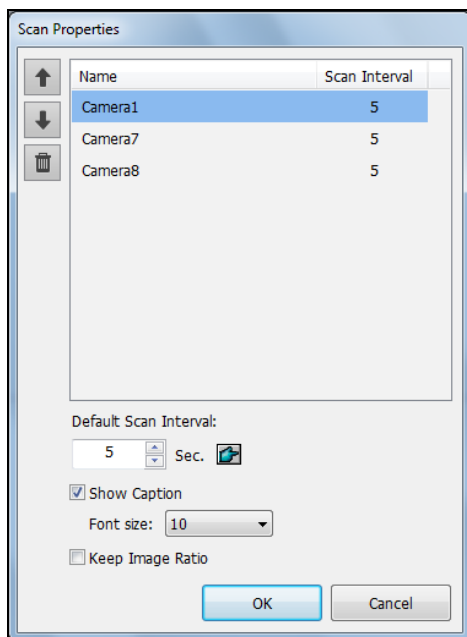 Scan Properties
Name Scan Interval
Camera1 5
Camera7 5
Camera8 5
Default Scan Interval:
5 Sec.
Show Caption
Font size: 10
Keep Image Ratio
OK Cancel